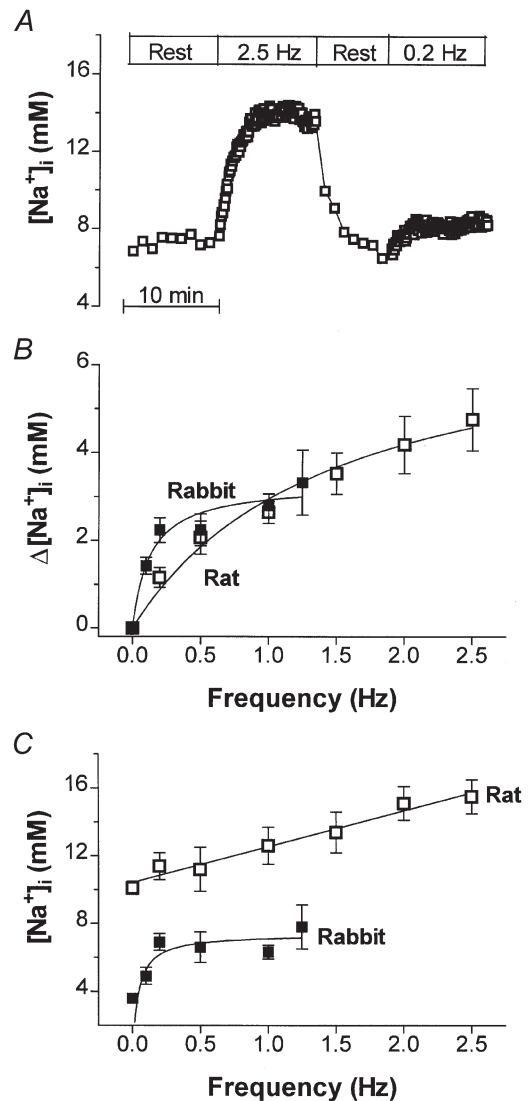 A
Rest 2.5 Hz Rest 0.2 Hz
16
12
8
4
[Na+]i (mM)
10 min
B
6
4
2
0
Δ[Na+]i (mM)
Rabbit
Rat
0.0 0.5 1.0 1.5 2.0 2.5
Frequency (Hz)
C
16
12
8
4
[Na+]i (mM)
Rat
Rabbit
0.0 0.5 1.0 1.5 2.0 2.5
Frequency (Hz)